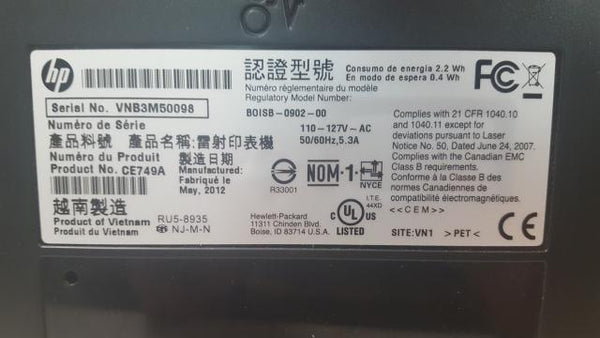 hp
Serial No. VNB3M50098
Numéro de Série
產品料號 產品名稱:雷射印表機
Numéro du Produit 製造日期
Product No. CE749A Manufactured:
Fabriqué le
May, 2012
越南製造
Product of Vietnam
Produit du Vietnam
RU5-8935
NJ-M-N
認證型號
Consumo de energía 2.2 Wh
En modo de espera 0.4 Wh
Numéro réglementaire du modèle
Regulatory Model Number:
BOISB-0902-00
110-127V~AC
50/60Hz,5.3A
R33001
NOM-1
NYCE
I.T.E.
44XD
c UL US
LISTED
Hewlett-Packard
11311 Chinden Blvd.
Boise, ID 83714 U.S.A.
FC
Complies with 21 CFR 1040.10
and 1040.11 except for
deviations pursuant to Laser
Notice No. 50, Dated June 24, 2007.
Complies with the Canadian EMC
Class B requirements.
Conforme à la Classe B des
normes Canadiennes de
compatibilité électromagnétiques.
<<CEM>>
SITE:VN1 >PET<
CE